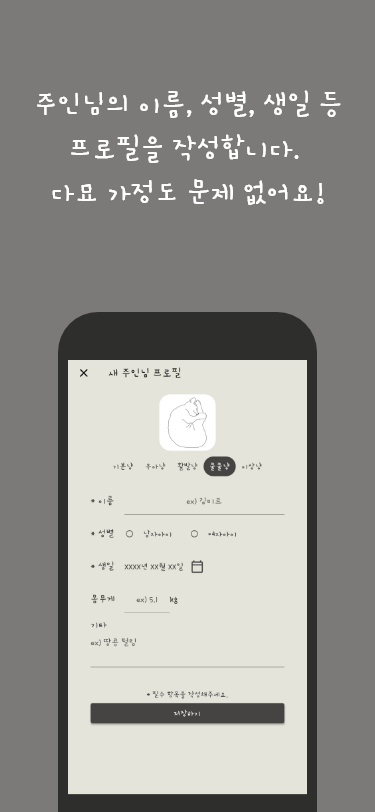 주인님의 이름, 성별, 생일 등
프로필을 작성합니다.
다묘 가정도 문제 없어요!
× 새 주인님 프로필
기본냥 우아냥 활발냥 졸졸냥 이상냥
* 이름 ex) 김미료
* 성별 남자아이 여자아이
* 생일 xxxx년 xx월 xx일
몸무게 ex) 5.1 kg
기타
ex) 땅콩 털임
* 필수 항목을 작성해주세요.
저장하기